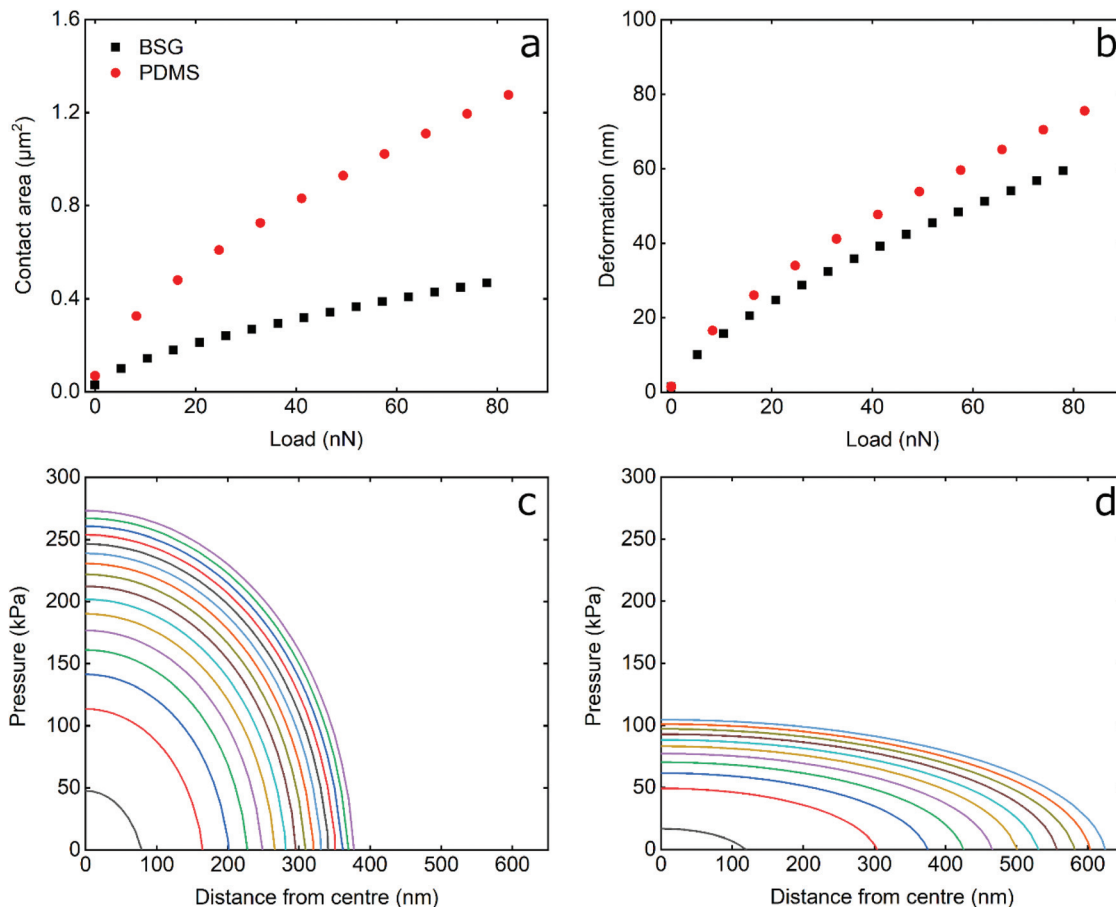 a
1.6
1.2
0.8
0.4
0.0
Contact area (µm²)
BSG
PDMS
0 20 40 60 80
Load (nN)
b
100
80
60
40
20
0
Deformation (nm)
0 20 40 60 80
Load (nN)
c
300
250
200
150
100
50
0
Pressure (kPa)
0 100 200 300 400 500 600
Distance from centre (nm)
d
300
250
200
150
100
50
0
Pressure (kPa)
0 100 200 300 400 500 600
Distance from centre (nm)